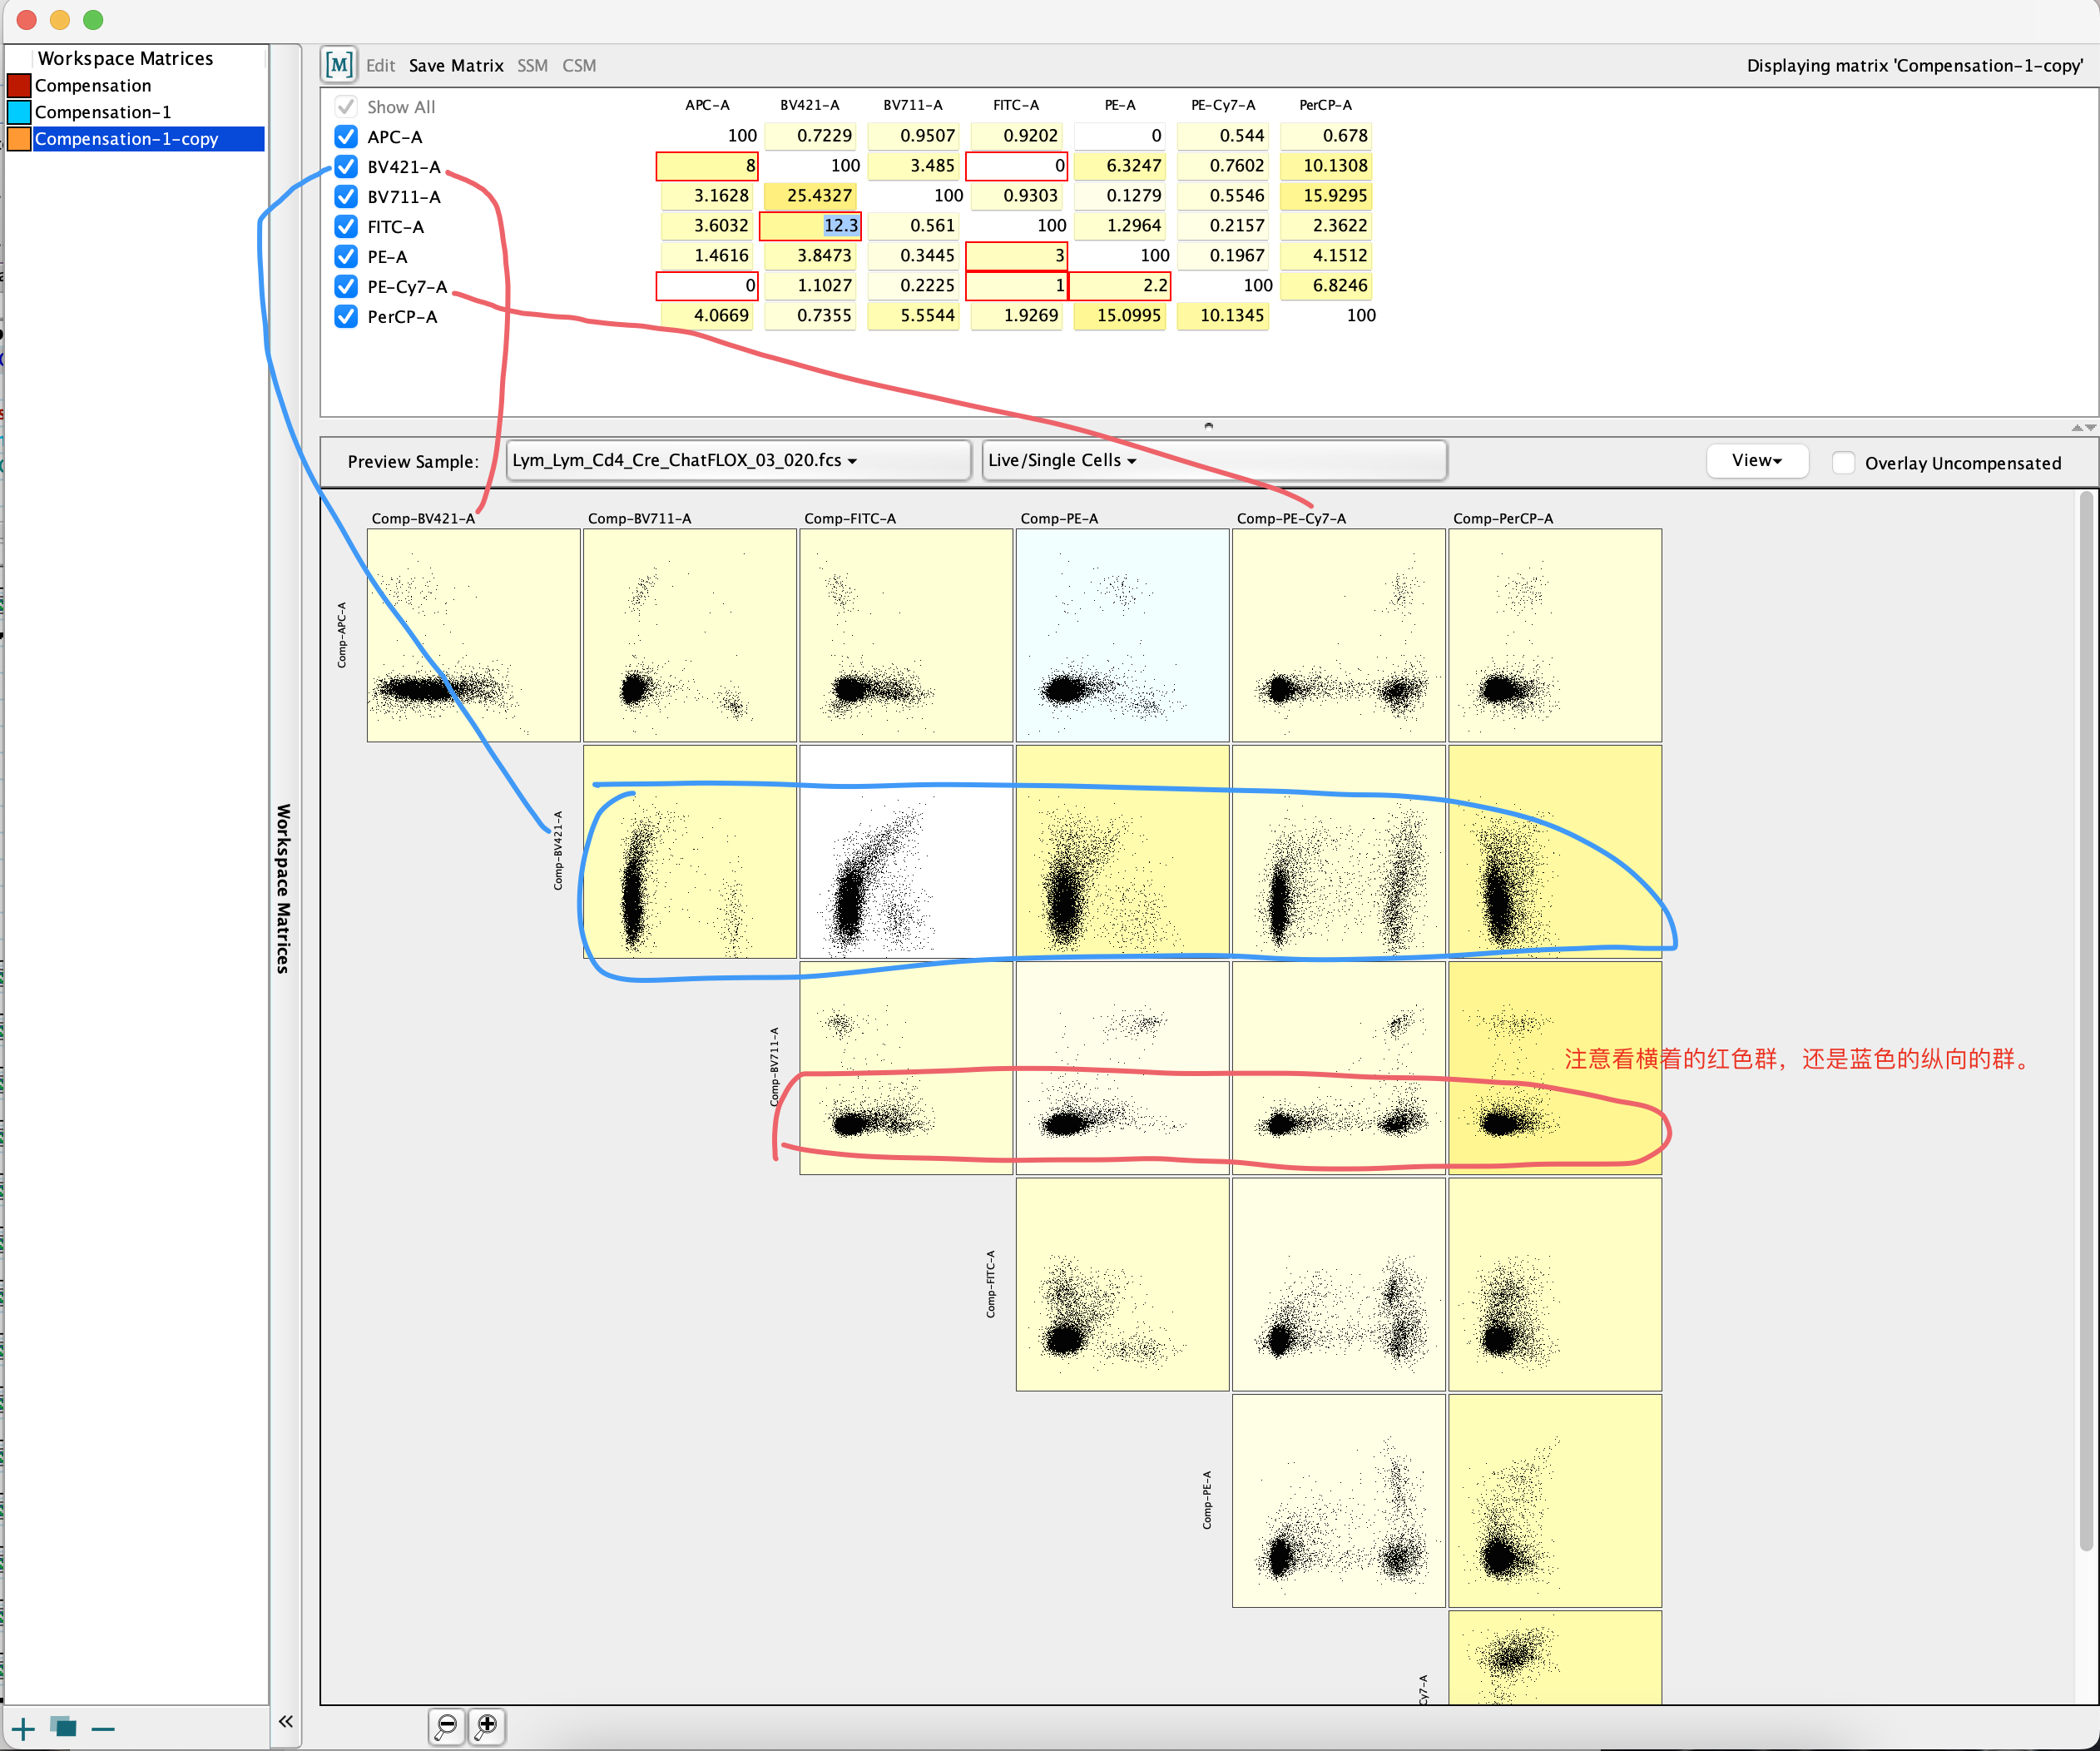 Workspace Matrices
Compensation
Compensation-1
Compensation-1-copy
Workspace Matrices
[M] Edit Save Matrix SSM CSM
Displaying matrix 'Compensation-1-copy'
Show All APC-A BV421-A BV711-A FITC-A PE-A PE-Cy7-A PerCP-A
APC-A 100 0.7229 0.9507 0.9202 0 0.544 0.678
BV421-A 8 100 3.485 0 6.3247 0.7602 10.1308
BV711-A 3.1628 25.4327 100 0.9303 0.1279 0.5546 15.9295
FITC-A 3.6032 12.3 0.561 100 1.2964 0.2157 2.3622
PE-A 1.4616 3.8473 0.3445 3 100 0.1967 4.1512
PE-Cy7-A 0 1.1027 0.2225 1 2.2 100 6.8246
PerCP-A 4.0669 0.7355 5.5544 1.9269 15.0995 10.1345 100
Preview Sample: Lym_Lym_Cd4_Cre_ChatFLOX_03_020.fcs Live/Single Cells View Overlay Uncompensated
Comp-BV421-A Comp-BV711-A Comp-FITC-A Comp-PE-A Comp-PE-Cy7-A Comp-PerCP-A
Comp-APC-A
Comp-BV421-A
Comp-BV711-A
注意看横着的红色群，还是蓝色的纵向的群。
Comp-FITC-A
Comp-PE-A
Cy7-A